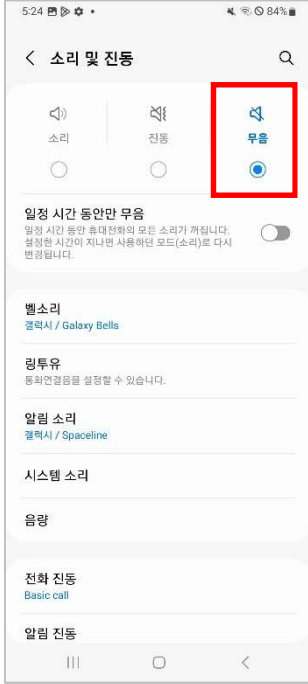 5:24
84%
소리 및 진동
소리 진동 무음
일정 시간 동안만 무음
일정 시간 동안 휴대전화의 모든 소리가 꺼집니다.
설정한 시간이 지나면 사용하던 모드(소리)로 다시
변경됩니다.
벨소리
갤럭시 / Galaxy Bells
링투유
통화연결음을 설정할 수 있습니다.
알림 소리
갤럭시 / Spaceline
시스템 소리
음량
전화 진동
Basic call
알림 진동